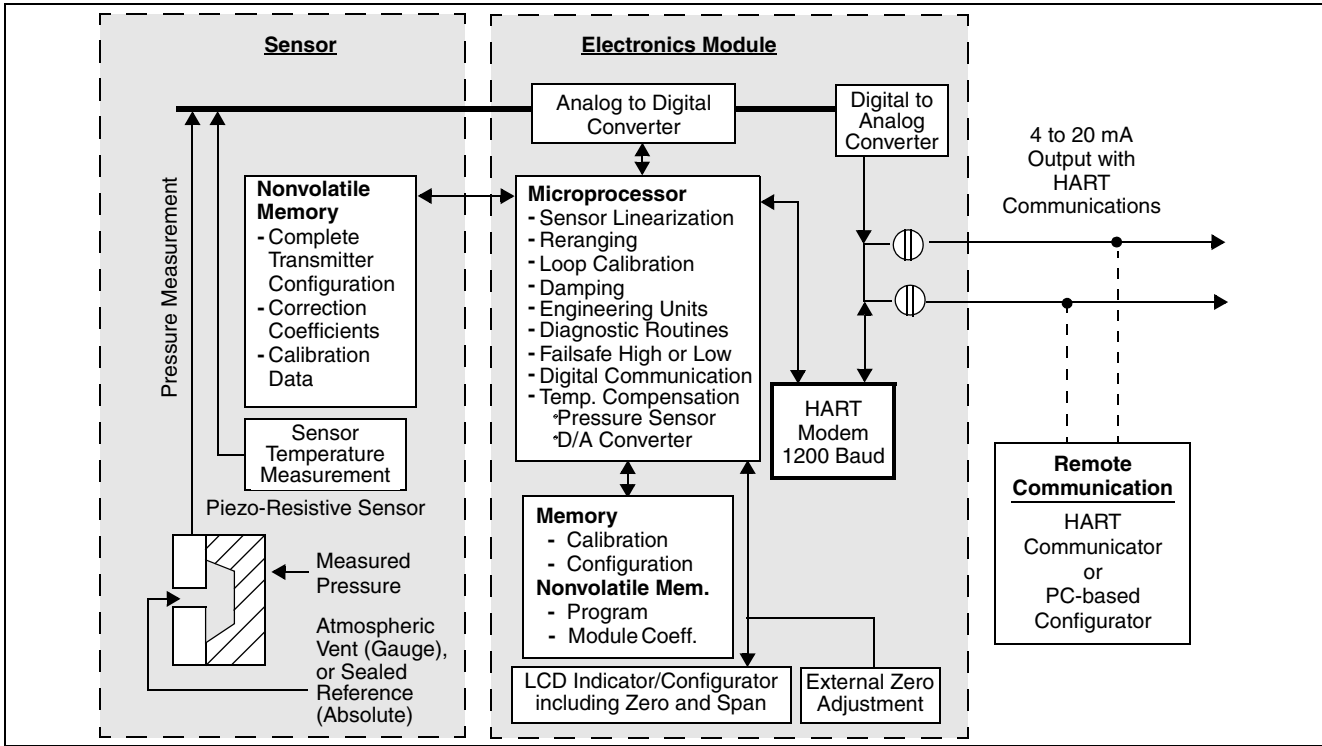 Sensor
Pressure Measurement
Nonvolatile
Memory
- Complete
Transmitter
Configuration
- Correction
Coefficients
- Calibration
Data
Sensor
Temperature
Measurement
Piezo-Resistive Sensor
Measured
Pressure
Atmospheric
Vent (Gauge),
or Sealed
Reference
(Absolute)
Electronics Module
Analog to Digital
Converter
Digital to
Analog
Converter
Microprocessor
- Sensor Linearization
- Reranging
- Loop Calibration
- Damping
- Engineering Units
- Diagnostic Routines
- Failsafe High or Low
- Digital Communication
- Temp. Compensation
•Pressure Sensor
•D/A Converter
HART
Modem
1200 Baud
Memory
- Calibration
- Configuration
Nonvolatile Mem.
- Program
- Module Coeff.
LCD Indicator/Configurator
including Zero and Span
External Zero
Adjustment
4 to 20 mA
Output with
HART
Communications
Remote
Communication
HART
Communicator
or
PC-based
Configurator